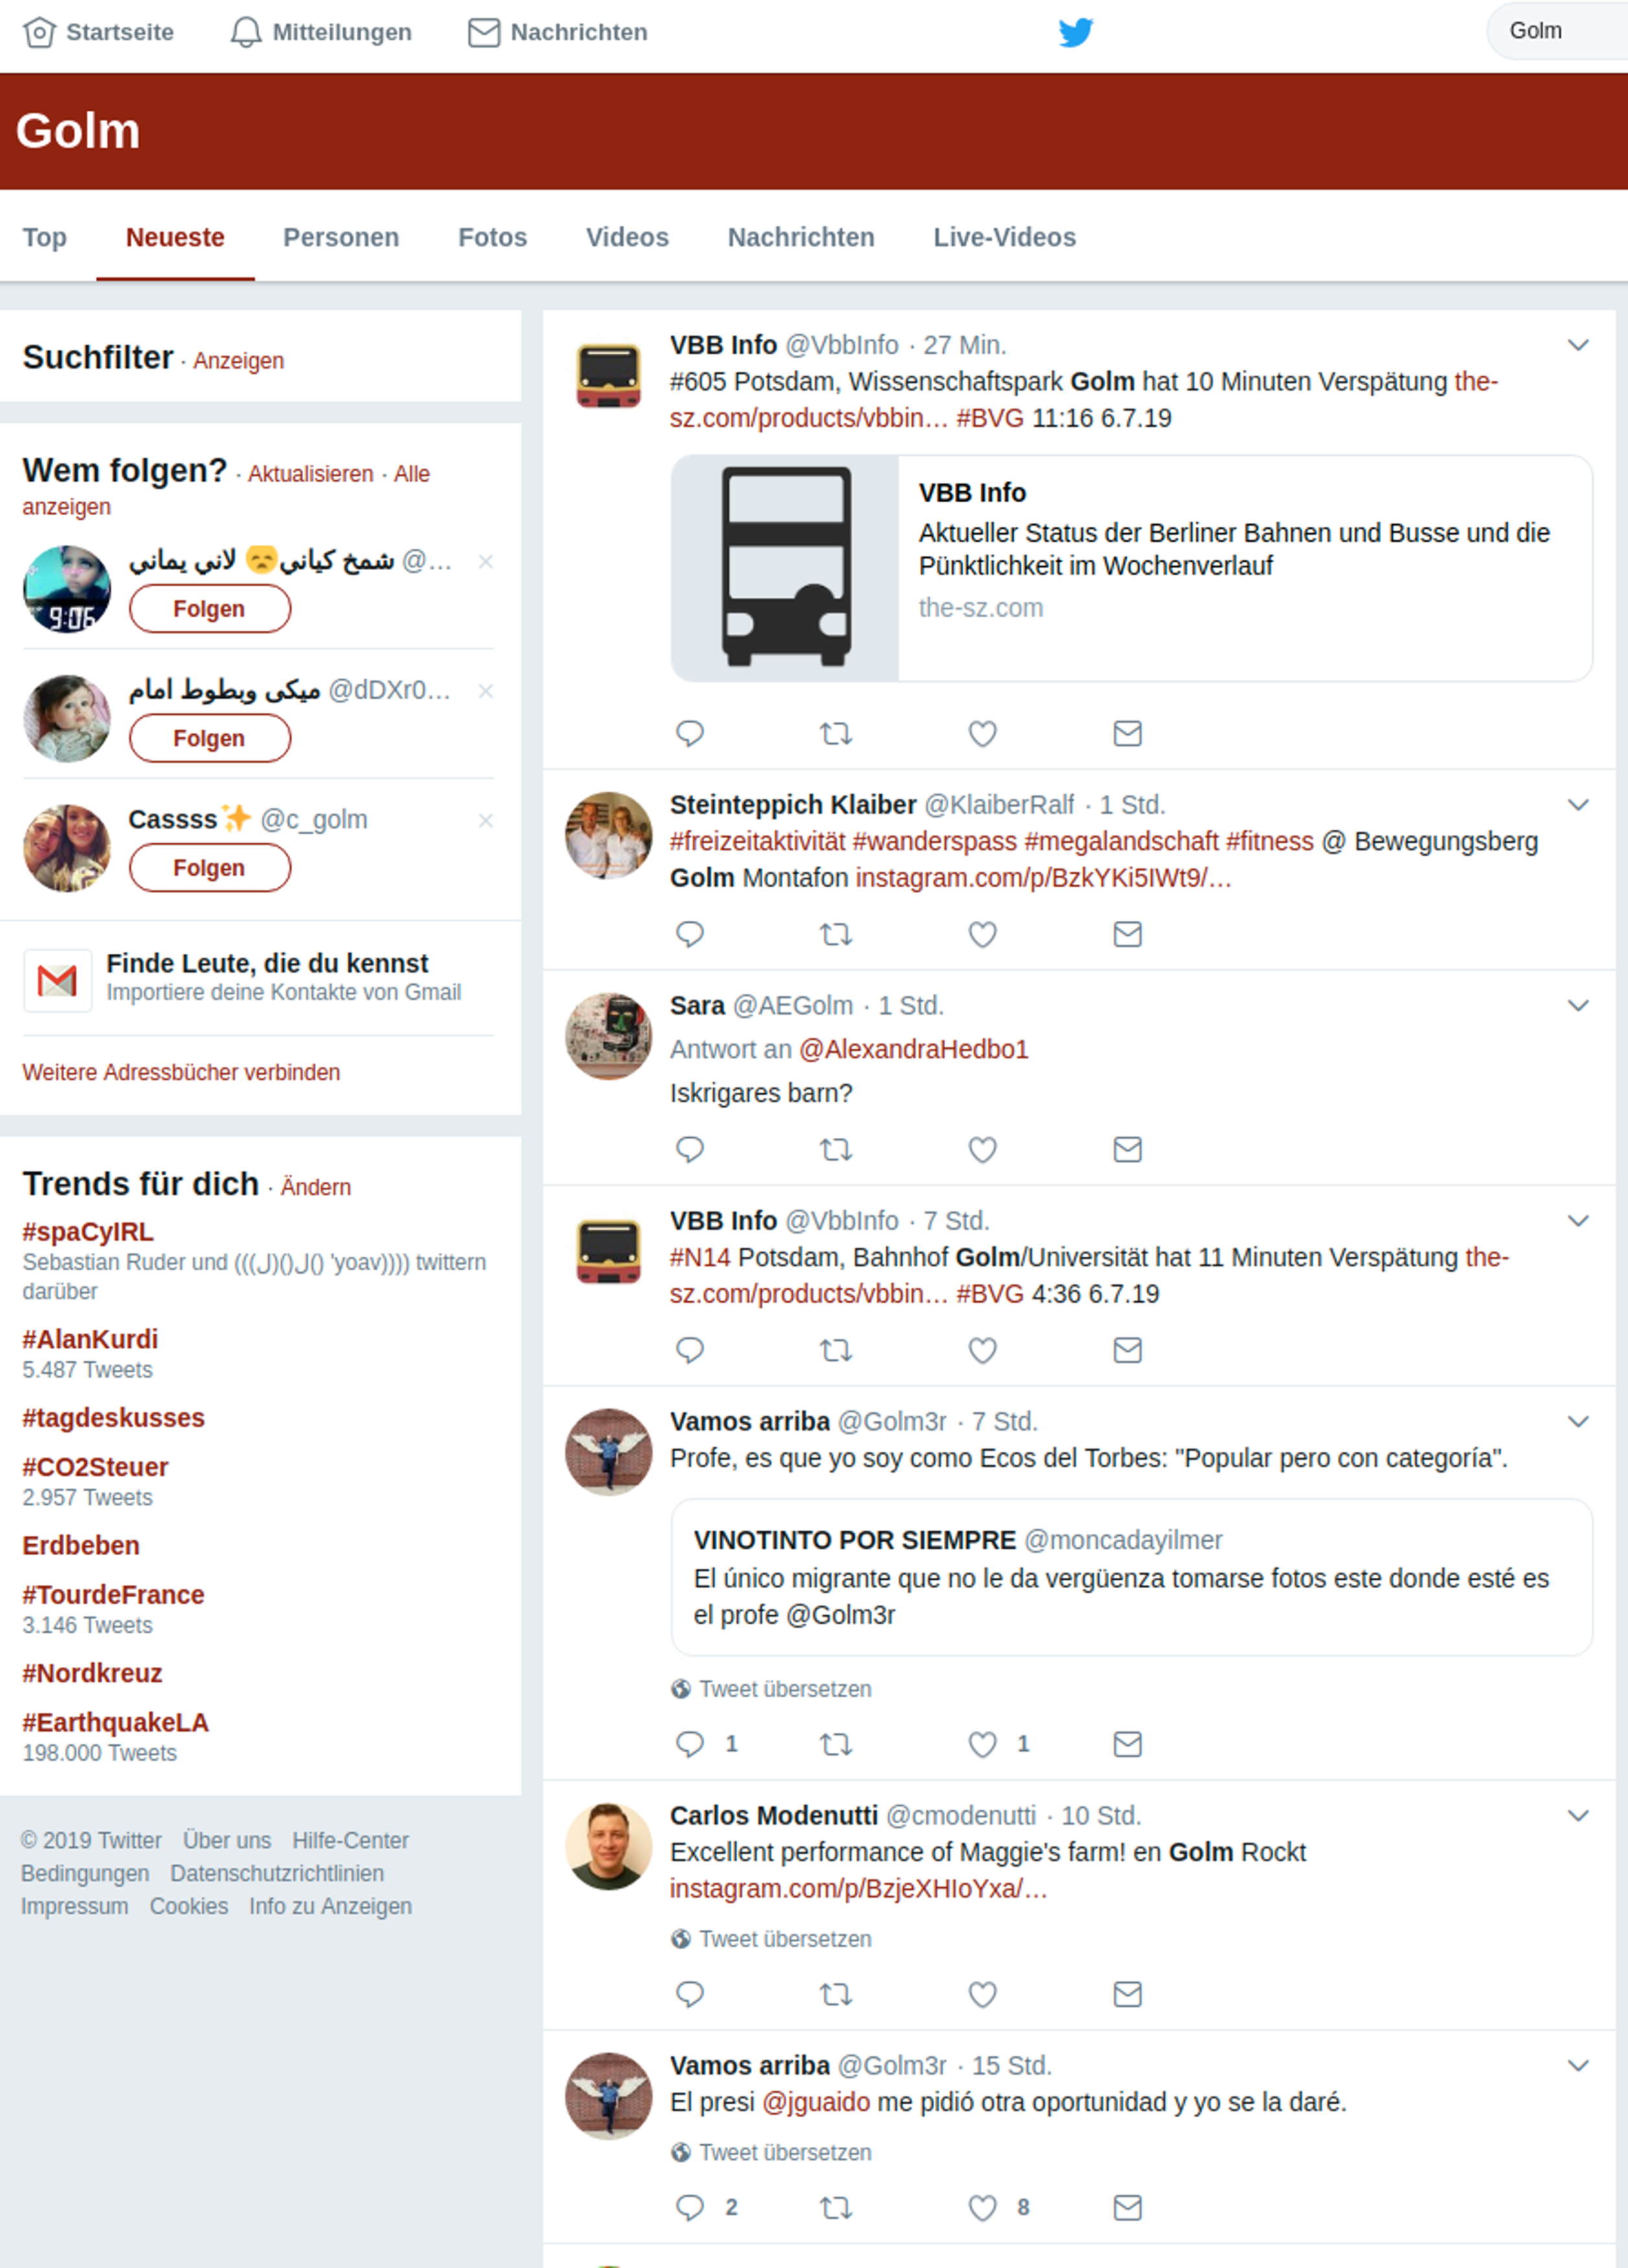 Startseite Mitteilungen Nachrichten Golm
Golm
Top Neueste Personen Fotos Videos Nachrichten Live-Videos
Suchfilter · Anzeigen
Wem folgen? · Aktualisieren · Alle
anzeigen
شمخ كياني😞 لاني يماني @…
9:06
Folgen
ميكى وبطوط امام @dDXr0…
Folgen
Cassss✨ @c_golm
Folgen
Finde Leute, die du kennst
Importiere deine Kontakte von Gmail
Weitere Adressbücher verbinden
Trends für dich · Ändern
#spaCyIRL
Sebastian Ruder und (((ل)()(ل() 'yoav)))) twittern
darüber
#AlanKurdi
5.487 Tweets
#tagdeskusses
#CO2Steuer
2.957 Tweets
Erdbeben
#TourdeFrance
3.146 Tweets
#Nordkreuz
#EarthquakeLA
198.000 Tweets
© 2019 Twitter Über uns Hilfe-Center
Bedingungen Datenschutzrichtlinien
Impressum Cookies Info zu Anzeigen
VBB Info @VbbInfo · 27 Min.
#605 Potsdam, Wissenschaftspark Golm hat 10 Minuten Verspätung the-
sz.com/products/vbbin… #BVG 11:16 6.7.19
VBB Info
Aktueller Status der Berliner Bahnen und Busse und die
Pünktlichkeit im Wochenverlauf
the-sz.com
Steinteppich Klaiber @KlaiberRalf · 1 Std.
#freizeitaktivität #wanderspass #megalandschaft #fitness @ Bewegungsberg
Golm Montafon instagram.com/p/BzkYKi5IWt9/…
Sara @AEGolm · 1 Std.
Antwort an @AlexandraHedbo1
Iskrigares barn?
VBB Info @VbbInfo · 7 Std.
#N14 Potsdam, Bahnhof Golm/Universität hat 11 Minuten Verspätung the-
sz.com/products/vbbin… #BVG 4:36 6.7.19
Vamos arriba @Golm3r · 7 Std.
Profe, es que yo soy como Ecos del Torbes: "Popular pero con categoría".
VINOTINTO POR SIEMPRE @moncadayilmer
El único migrante que no le da vergüenza tomarse fotos este donde esté es
el profe @Golm3r
Tweet übersetzen
1 1
Carlos Modenutti @cmodenutti · 10 Std.
Excellent performance of Maggie's farm! en Golm Rockt
instagram.com/p/BzjeXHIoYxa/…
Tweet übersetzen
Vamos arriba @Golm3r · 15 Std.
El presi @jguaido me pidió otra oportunidad y yo se la daré.
Tweet übersetzen
2 8